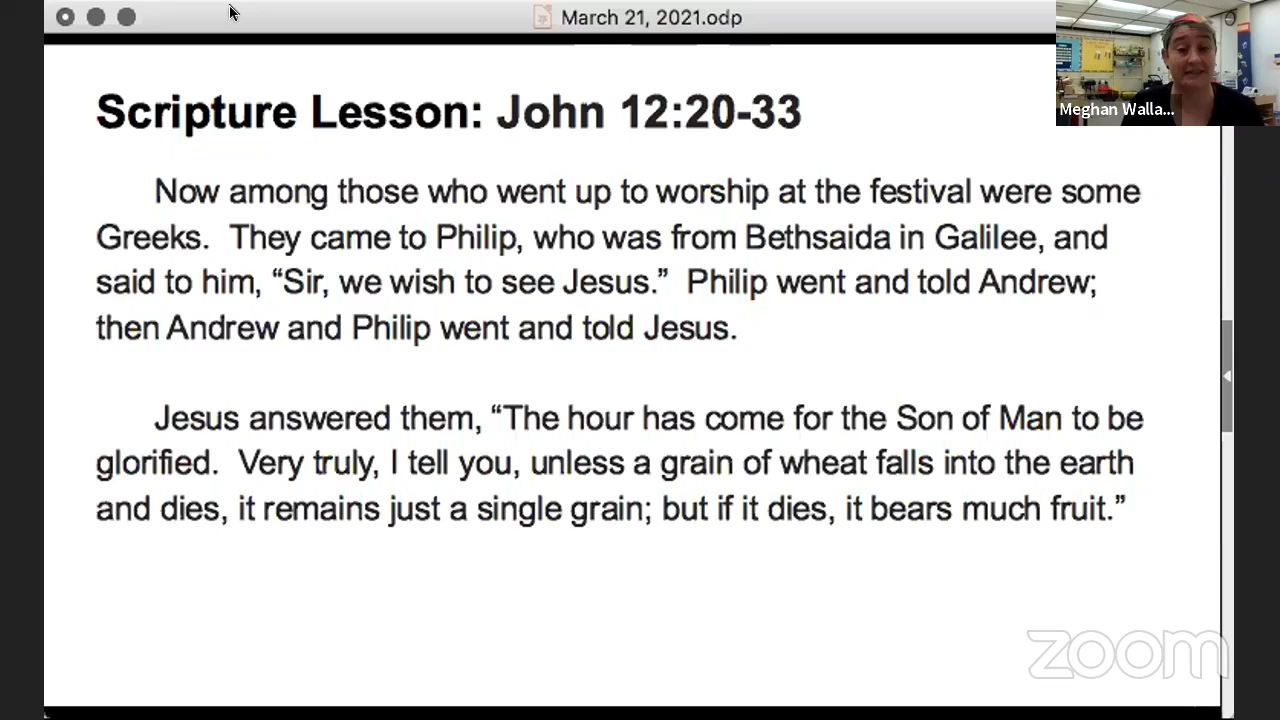 March 21, 2021.odp
Scripture Lesson: John 12:20-33
Now among those who went up to worship at the festival were some
Greeks.  They came to Philip, who was from Bethsaida in Galilee, and
said to him, “Sir, we wish to see Jesus.”  Philip went and told Andrew;
then Andrew and Philip went and told Jesus.
Jesus answered them, “The hour has come for the Son of Man to be
glorified.  Very truly, I tell you, unless a grain of wheat falls into the earth
and dies, it remains just a single grain; but if it dies, it bears much fruit.”
Meghan Walla...
zoom